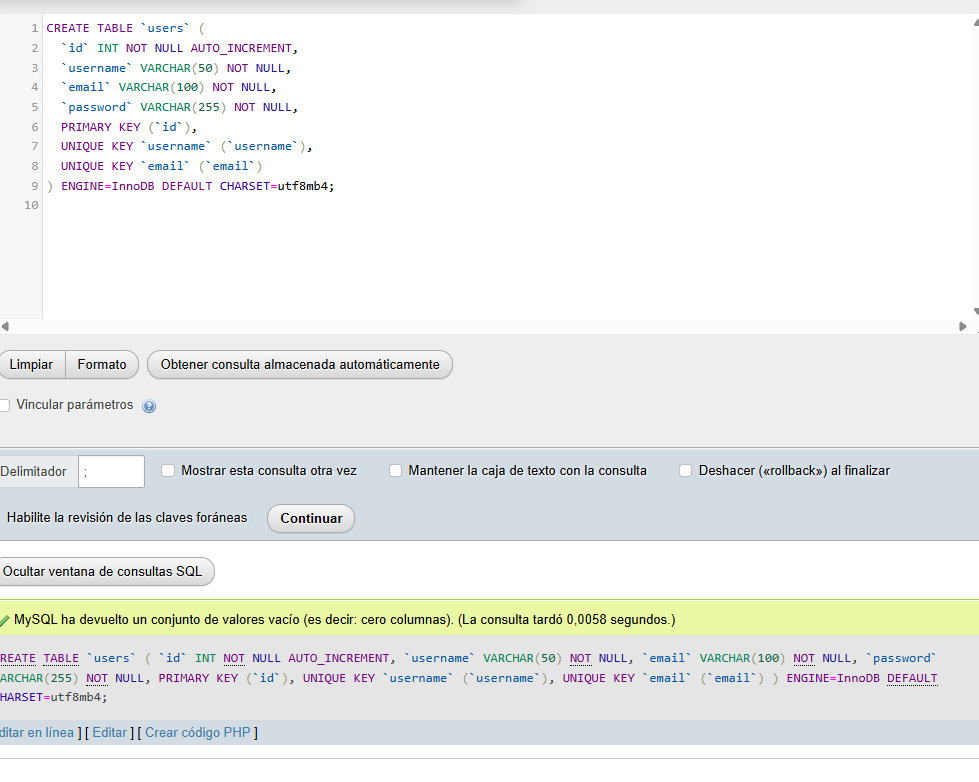 1 CREATE TABLE `users` (
2 `id` INT NOT NULL AUTO_INCREMENT,
3 `username` VARCHAR(50) NOT NULL,
4 `email` VARCHAR(100) NOT NULL,
5 `password` VARCHAR(255) NOT NULL,
6 PRIMARY KEY (`id`),
7 UNIQUE KEY `username` (`username`),
8 UNIQUE KEY `email` (`email`)
9 ) ENGINE=InnoDB DEFAULT CHARSET=utf8mb4;
10
Limpiar Formato Obtener consulta almacenada automáticamente
Vincular parámetros
Delimitador ; Mostrar esta consulta otra vez Mantener la caja de texto con la consulta Deshacer («rollback») al finalizar
Habilite la revisión de las claves foráneas Continuar
Ocultar ventana de consultas SQL
MySQL ha devuelto un conjunto de valores vacío (es decir: cero columnas). (La consulta tardó 0,0058 segundos.)
REATE TABLE `users` ( `id` INT NOT NULL AUTO_INCREMENT, `username` VARCHAR(50) NOT NULL, `email` VARCHAR(100) NOT NULL, `password`
ARCHAR(255) NOT NULL, PRIMARY KEY (`id`), UNIQUE KEY `username` (`username`), UNIQUE KEY `email` (`email`) ) ENGINE=InnoDB DEFAULT
HARSET=utf8mb4;
ditar en línea ] [ Editar ] [ Crear código PHP ]